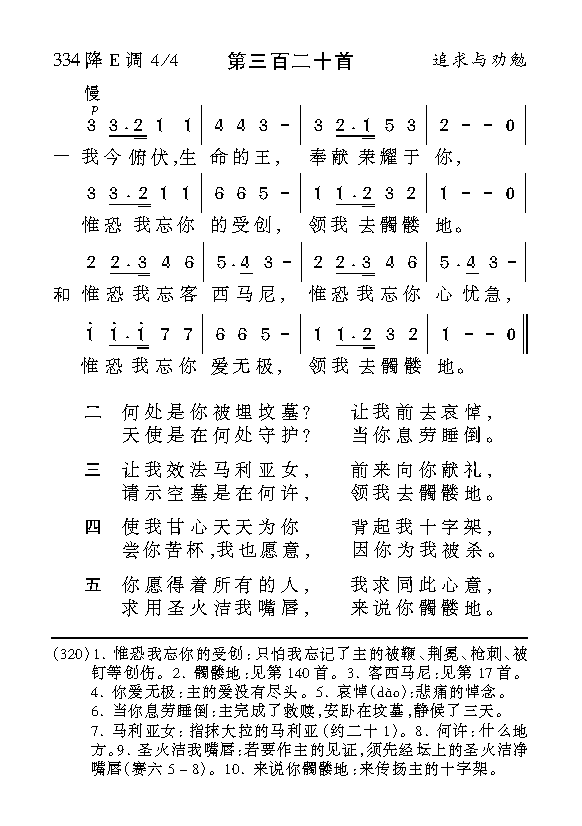 334降E调 4/4 第三百二十首 追求与劝勉
慢
p
3 3·2 1 1 | 4 4 3 - | 3 2·1 5 3 | 2 - - 0 |
一 我今俯伏,生命的王, 奉献荣耀于你,
3 3·2 1 1 | 6 6 5 - | 1 1·2 3 2 | 1 - - 0 |
惟恐我忘你的受创, 领我去髑髅地。
2 2·3 4 6 | 5·4 3 - | 2 2·3 4 6 | 5·4 3 - |
和 惟恐我忘客西马尼, 惟恐我忘你心忧急,
i i·i 7 7 | 6 6 5 - | 1 1·2 3 2 | 1 - - 0 ‖
惟恐我忘你爱无极, 领我去髑髅地。
二 何处是你被埋坟墓? 让我前去哀悼,
天使是在何处守护? 当你息劳睡倒。
三 让我效法马利亚女, 前来向你献礼,
请示空墓是在何许, 领我去髑髅地。
四 使我甘心天天为你 背起我十字架,
尝你苦杯,我也愿意, 因你为我被杀。
五 你愿得着所有的人, 我求同此心意,
求用圣火洁我嘴唇, 来说你髑髅地。
(320)1. 惟恐我忘你的受创:只怕我忘记了主的被鞭、荆冕、枪刺、被
钉等创伤。2. 髑髅地:见第140首。3. 客西马尼:见第17首。
4. 你爱无极:主的爱没有尽头。5. 哀悼(dào):悲痛的悼念。
6. 当你息劳睡倒:主完成了救赎,安卧在坟墓,静候了三天。
7. 马利亚女:指抹大拉的马利亚(约二十1)。8. 何许:什么地
方。9. 圣火洁我嘴唇:若要作主的见证,须先经坛上的圣火洁净
嘴唇(赛六5-8)。10. 来说你髑髅地:来传扬主的十字架。